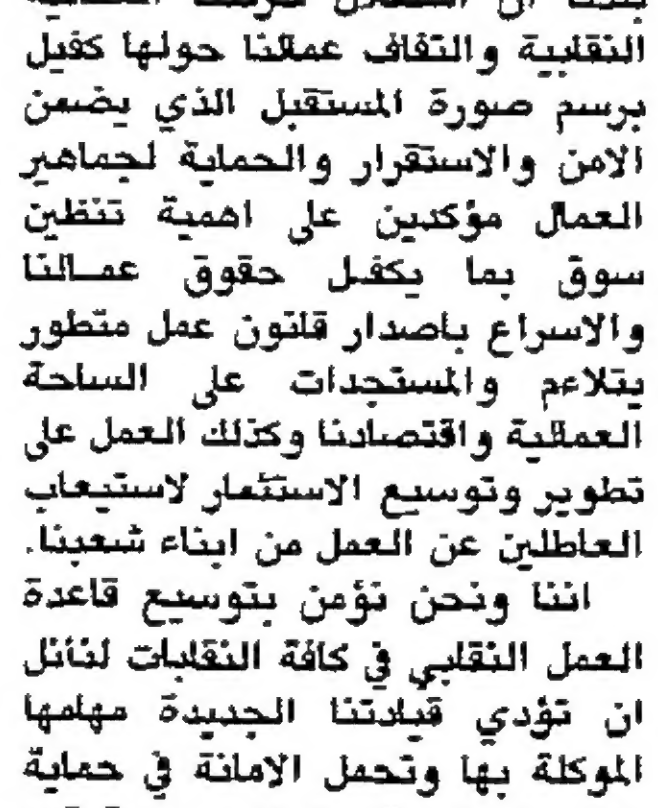 النقابية والتفاف عمالنا حولها كفيل
برسم صورة المستقبل الذي يضمن
الامن والاستقرار والحماية لجماهير
العمال مؤكدين على اهمية تنظين
سوق بما يكفل حقوق عمالنا
والاسراع باصدار قانون عمل متطور
يتلاءم والمستجدات على الساحة
العمالية واقتصادنا وكذلك العمل على
تطوير وتوسيع الاستثمار لاستيعاب
العاطلين عن العمل من ابناء شعبنا.
اننا ونحن نؤمن بتوسيع قاعدة
العمل النقابي في كافة النقابات لنأمل
ان تؤدي قيادتنا الجديدة مهامها
الموكلة بها وتحمل الامانة في حماية